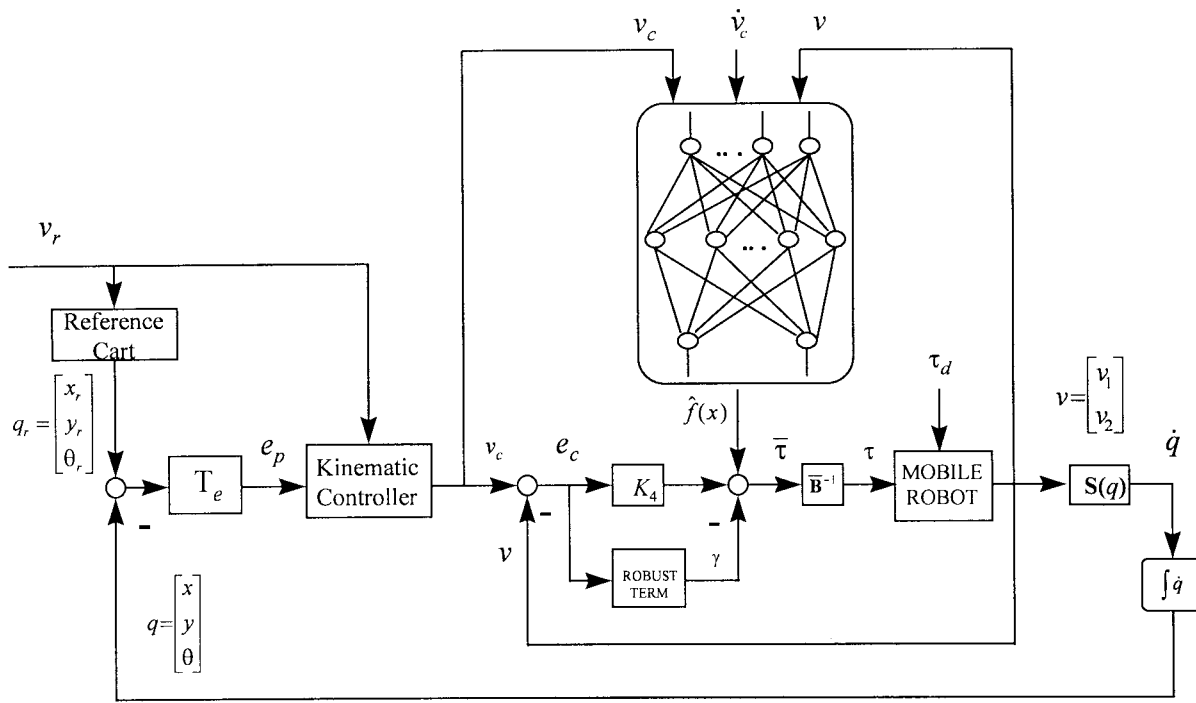 v_c
v̇_c
v
. . .
. . .
v_r
Reference
Cart
q_r = [x_r
y_r
θ_r]
T_e
e_p
Kinematic
Controller
v_c
e_c
-
v
K_4
ROBUST
TERM
γ
f̂(x)
-
τ̄
B̄⁻¹
τ
τ_d
MOBILE
ROBOT
v = [v_1
v_2]
S(q)
q̇
∫ q̇
-
q = [x
y
θ]